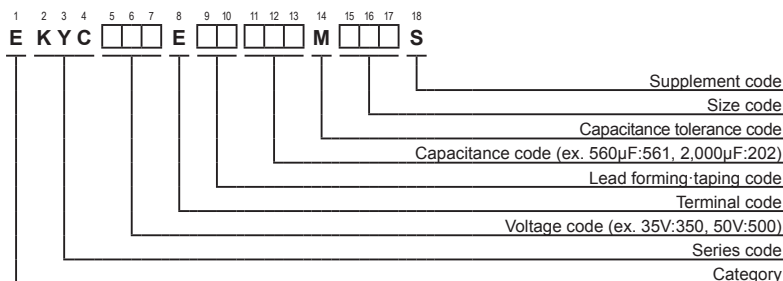 1 2 3 4 5 6 7 8 9 10 11 12 13 14 15 16 17 18
E K Y C E M S
Supplement code
Size code
Capacitance tolerance code
Capacitance code (ex. 560µF:561, 2,000µF:202)
Lead forming·taping code
Terminal code
Voltage code (ex. 35V:350, 50V:500)
Series code
Category